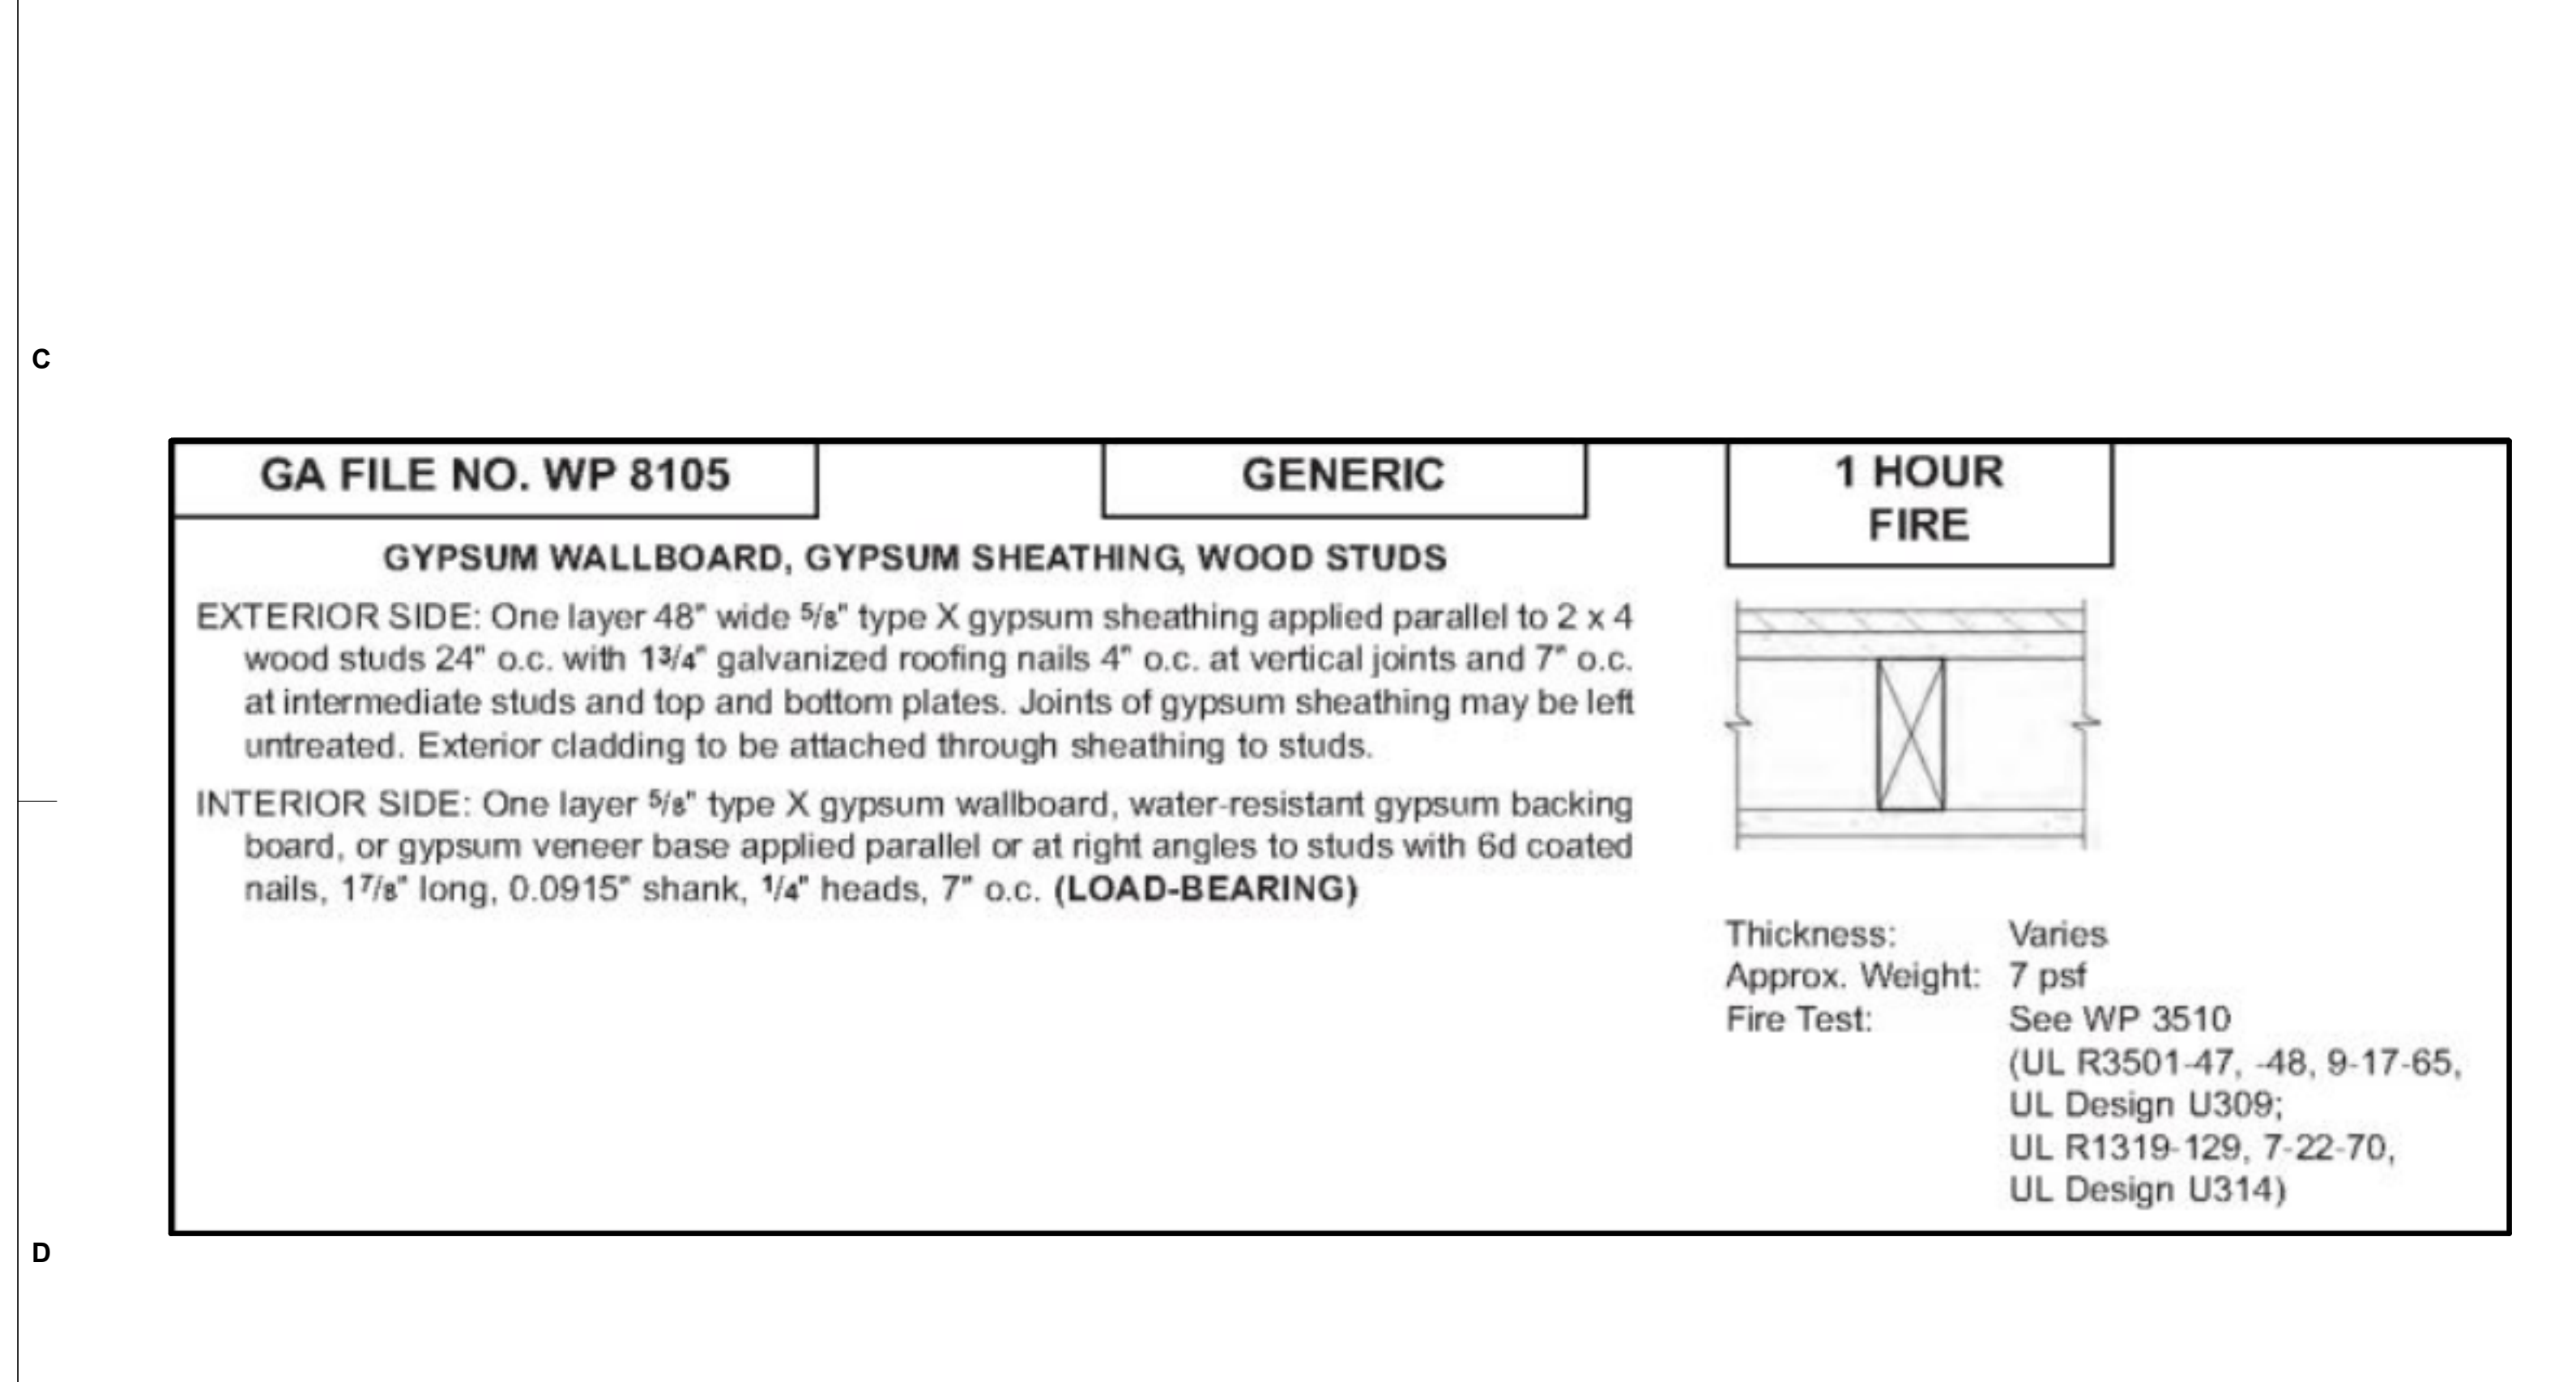 C
GA FILE NO. WP 8105
GENERIC
1 HOUR
FIRE
GYPSUM WALLBOARD, GYPSUM SHEATHING, WOOD STUDS
EXTERIOR SIDE: One layer 48" wide 5/8" type X gypsum sheathing applied parallel to 2 x 4
wood studs 24" o.c. with 13/4" galvanized roofing nails 4" o.c. at vertical joints and 7" o.c.
at intermediate studs and top and bottom plates. Joints of gypsum sheathing may be left
untreated. Exterior cladding to be attached through sheathing to studs.
INTERIOR SIDE: One layer 5/8" type X gypsum wallboard, water-resistant gypsum backing
board, or gypsum veneer base applied parallel or at right angles to studs with 6d coated
nails, 17/8" long, 0.0915" shank, 1/4" heads, 7" o.c. (LOAD-BEARING)
Thickness: Varies
Approx. Weight: 7 psf
Fire Test: See WP 3510
(UL R3501-47, -48, 9-17-65,
UL Design U309;
UL R1319-129, 7-22-70,
UL Design U314)
D